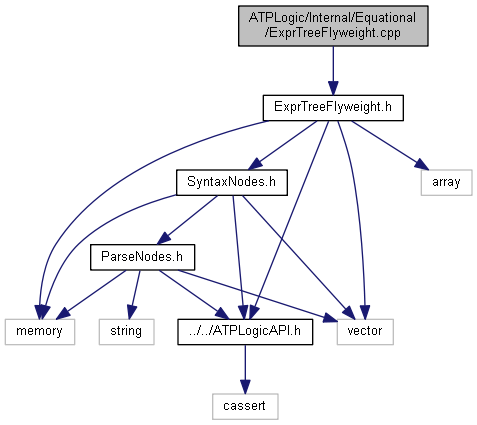 ATPLogic/Internal/Equational
/ExprTreeFlyweight.cpp
ExprTreeFlyweight.h
SyntaxNodes.h
array
ParseNodes.h
memory
string
../../ATPLogicAPI.h
vector
cassert